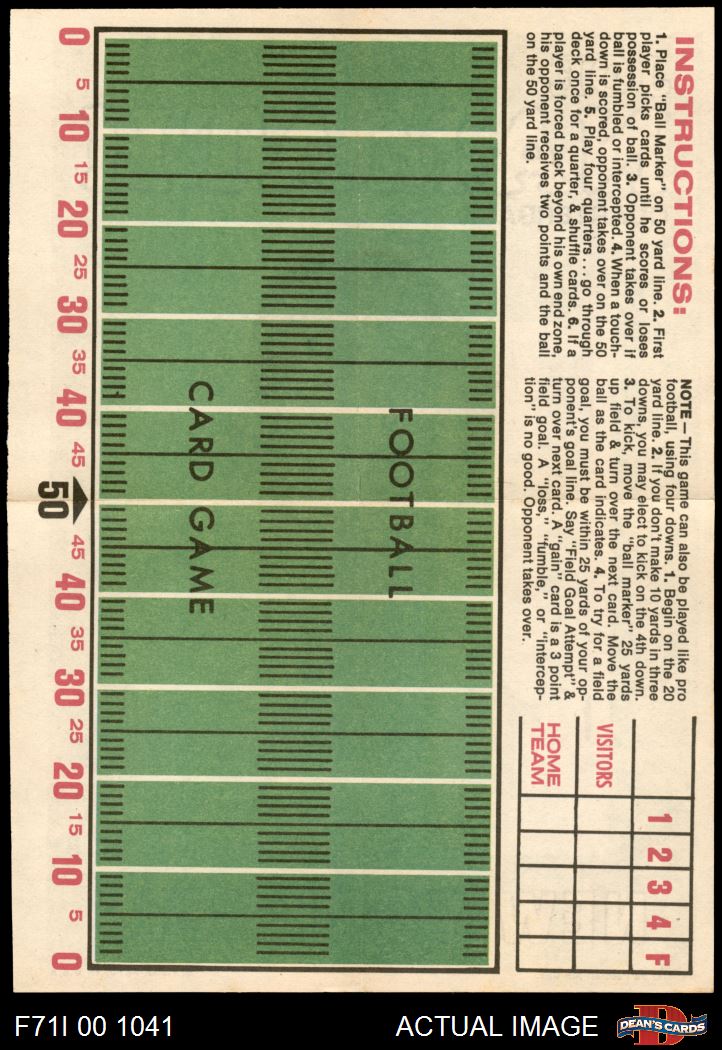 INSTRUCTIONS:
1. Place "Ball Marker" on 50 yard line. 2. First
player picks cards until he scores or loses
possession of ball. 3. Opponent takes over if
ball is fumbled or intercepted. 4. When a touch-
down is scored, opponent takes over on the 50
yard line. 5. Play four quarters...go through
deck once for a quarter, & shuffle cards. 6. If a
player is forced back beyond his own end zone,
his opponent receives two points and the ball
on the 50 yard line.
NOTE—This game can also be played like pro
football, using four downs. 1. Begin on the 20
yard line. 2. If you don't make 10 yards in three
downs, you may elect to kick on the 4th down.
3. To kick, move the "ball marker" 25 yards
up field & turn over the next card. Move the
ball as the card indicates. 4. To try for a field
goal, you must be within 25 yards of your op-
ponent's goal line. Say "Field Goal Attempt" &
turn over next card. A "gain" card is a 3 point
field goal. A "loss," "fumble," or "intercep-
tion" is no good. Opponent takes over.
1 2 3 4 F
VISITORS
HOME
TEAM
FOOTBALL
CARD GAME
0 5 10 15 20 25 30 35 40 45 50 45 40 35 30 25 20 15 10 5 0
F71I 00 1041
ACTUAL IMAGE
D
DEAN'S CARDS